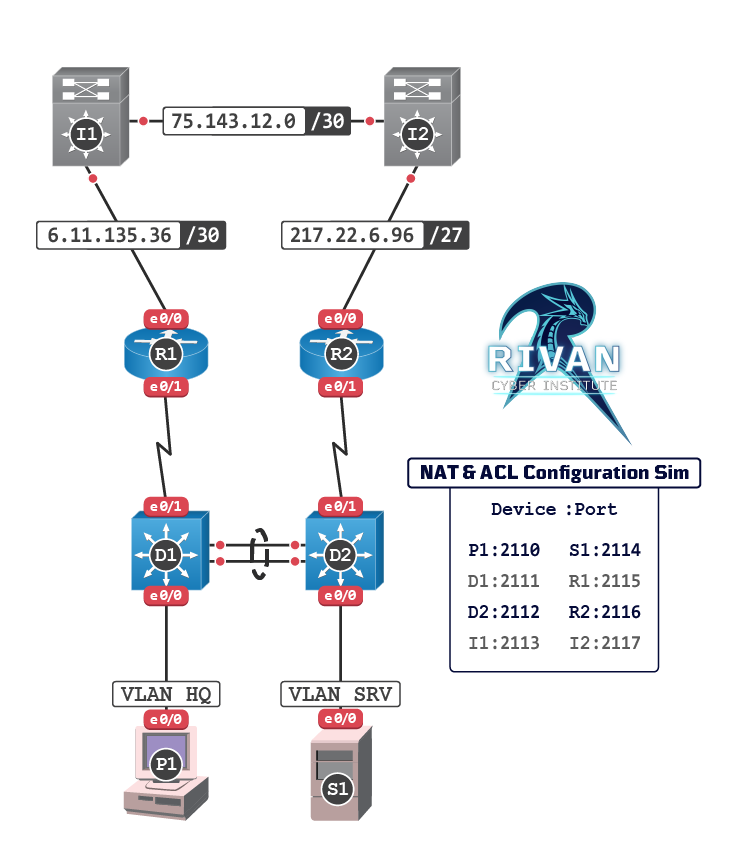 I1
I2
75.143.12.0 /30
6.11.135.36 /30
217.22.6.96 /27
e0/0
e0/0
R1
R2
e0/1
e0/1
RIVAN
CYBER INSTITUTE
NAT & ACL Configuration Sim
Device :Port
e0/1
e0/1
D1
D2
P1:2110 S1:2114
D1:2111 R1:2115
D2:2112 R2:2116
I1:2113 I2:2117
e0/0
e0/0
VLAN HQ
VLAN SRV
e0/0
e0/0
P1
S1